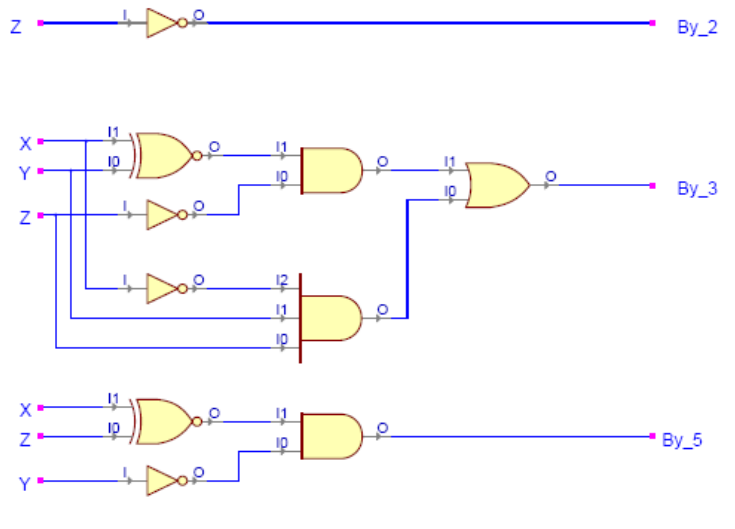 Z I O By_2
X I1 O I1 O I1 O By_3
Y I0 I0 I0
Z I O
I O I2
I1 O
I0
X I1 O I1 O By_5
Z I0 I0
Y I O